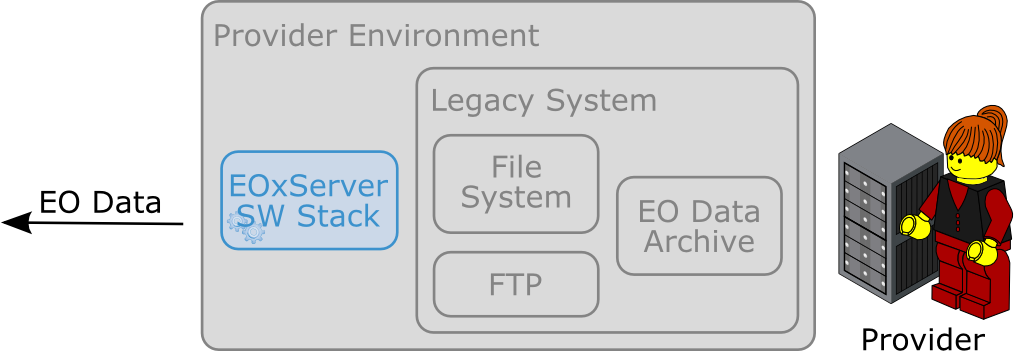 Provider Environment
Legacy System
File
System
EOxServer
SW Stack
EO Data
Archive
EO Data
FTP
Provider